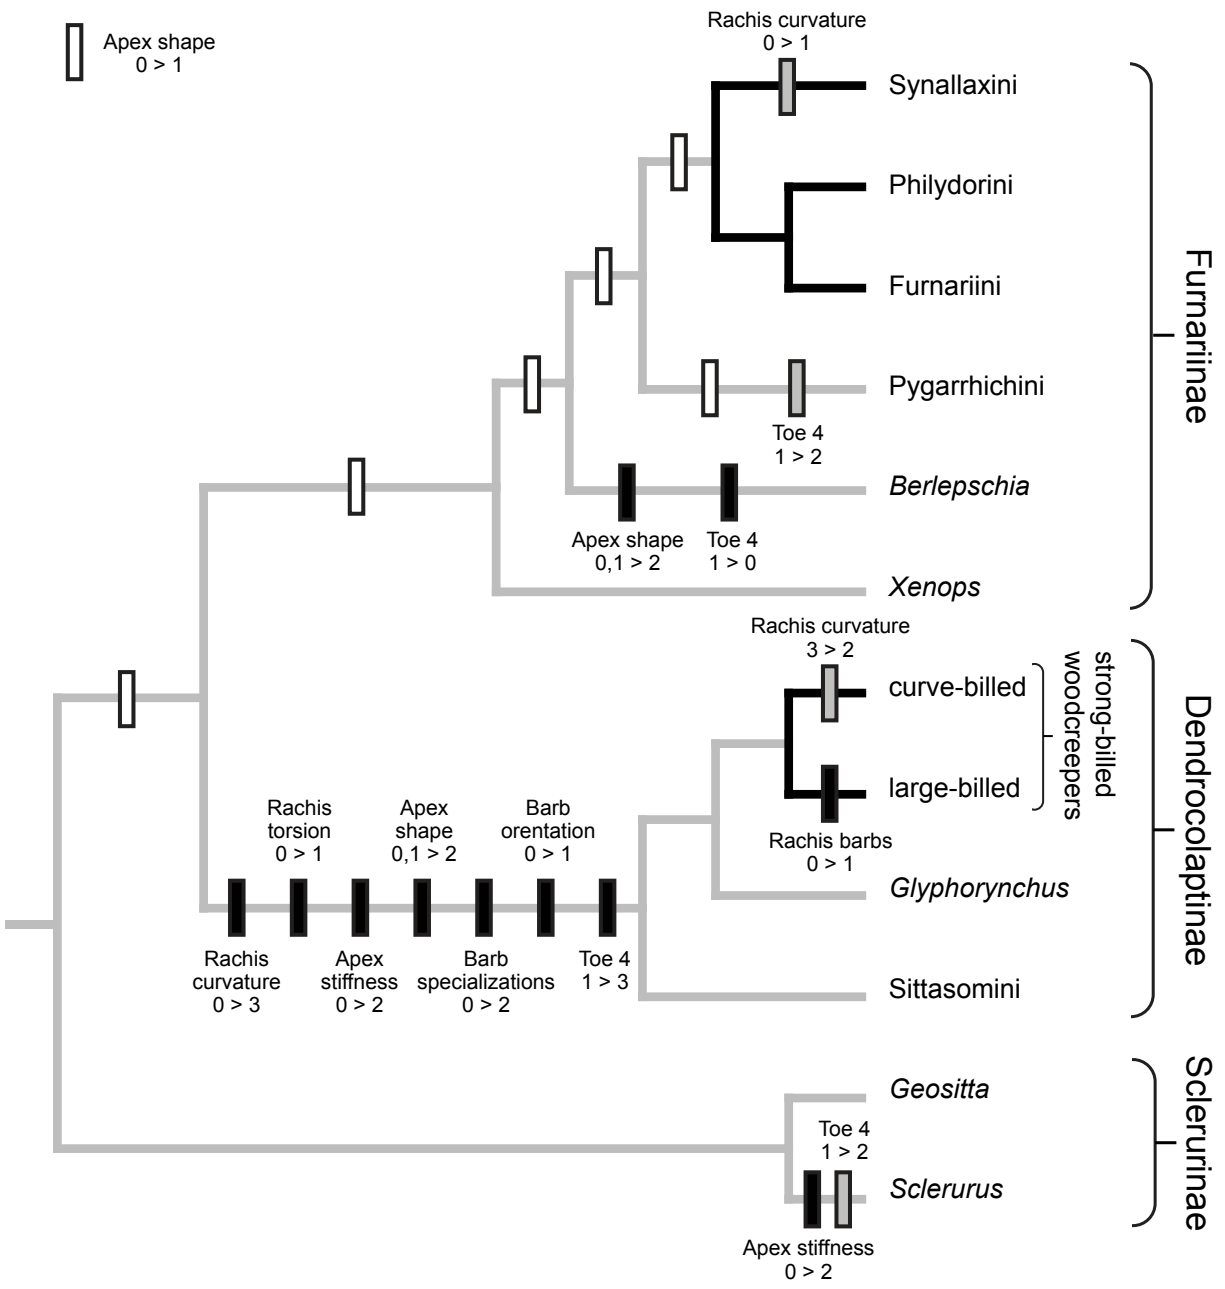 Apex shape
0 > 1
Rachis curvature
0 > 1
Synallaxini
Philydorini
Furnariini
Pygarrhichini
Toe 4
1 > 2
Berlepschia
Apex shape
0,1 > 2
Toe 4
1 > 0
Xenops
Furnariinae
Rachis curvature
3 > 2
curve-billed
large-billed
strong-billed
woodcreepers
Rachis barbs
0 > 1
Glyphorynchus
Sittasomini
Dendrocolaptinae
Rachis
torsion
0 > 1
Apex
shape
0,1 > 2
Barb
orentation
0 > 1
Rachis
curvature
0 > 3
Apex
stiffness
0 > 2
Barb
specializations
0 > 2
Toe 4
1 > 3
Geositta
Toe 4
1 > 2
Sclerurus
Apex stiffness
0 > 2
Sclerurinae